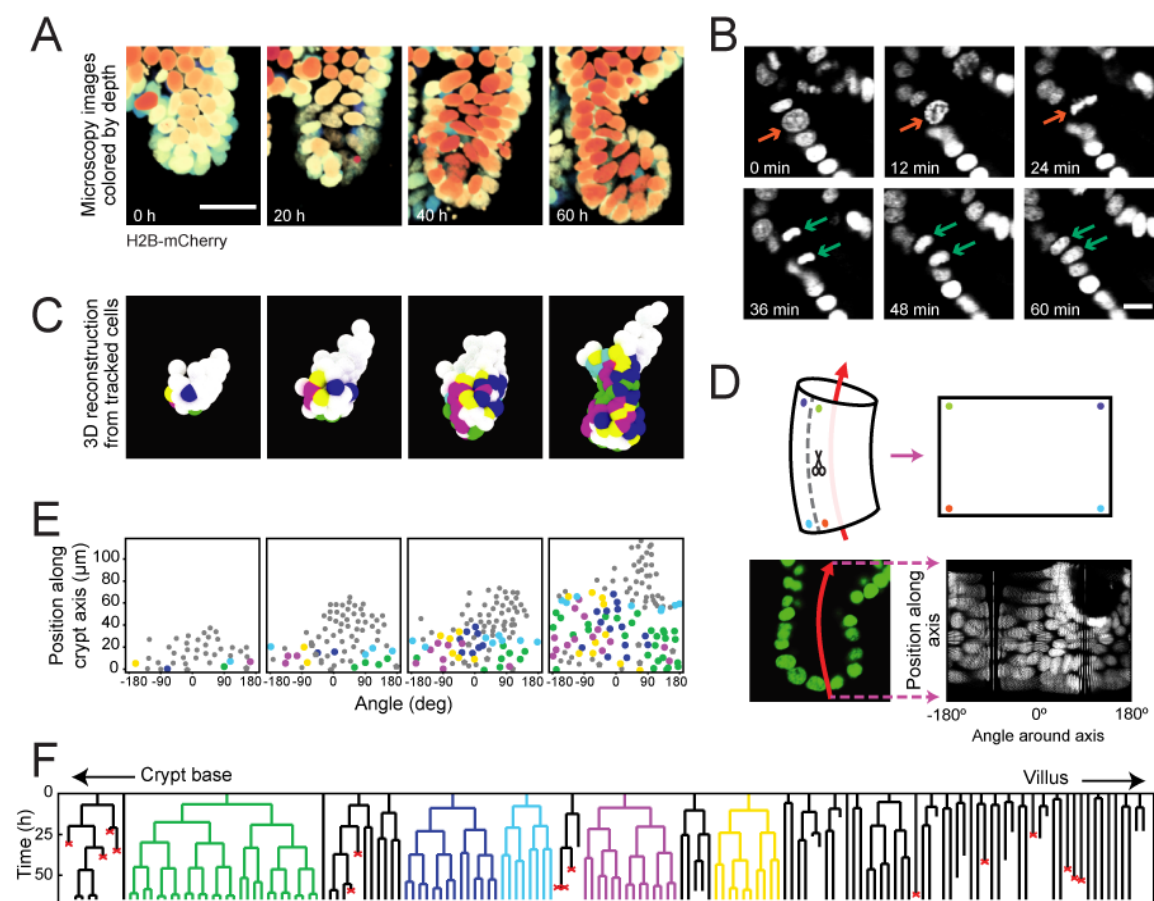 A
Microscopy images
colored by depth
0 h
20 h
40 h
60 h
H2B-mCherry
B
0 min
12 min
24 min
36 min
48 min
60 min
C
3D reconstruction
from tracked cells
D
Position along
axis
-180º
0º
180º
Angle around axis
E
Position along
crypt axis (µm)
100
80
60
40
20
0
-180 -90 0 90 180
-180 -90 0 90 180
-180 -90 0 90 180
-180 -90 0 90 180
Angle (deg)
F
Crypt base
Villus
Time (h)
0
25
50